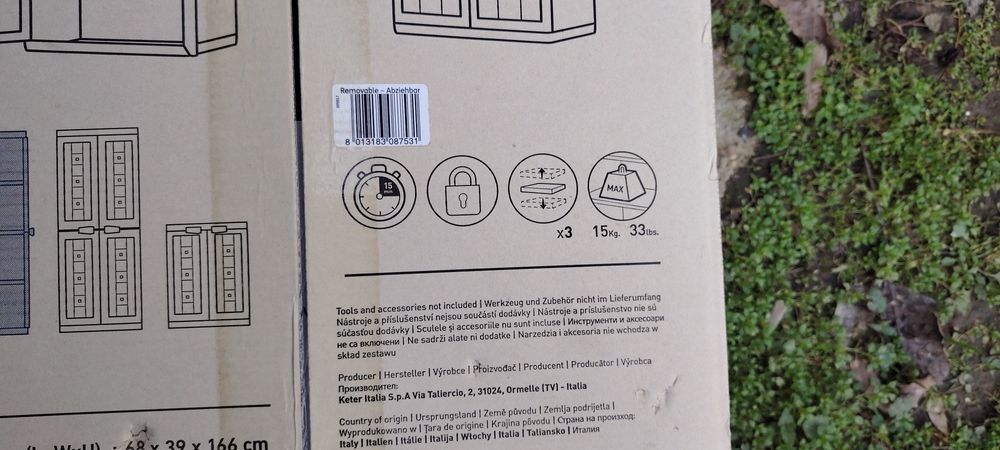 Removable - Abziehbar
8 013183 087531
15
MAX
x3 15Kg. 33lbs.
Tools and accessories not included | Werkzeug und Zubehör nicht im Lieferumfang
Nástroje a příslušenství nejsou součástí dodávky | Nástroje a príslušenstvo nie sú
súčasťou dodávky | Sculele şi accesoriile nu sunt incluse | Инструменти и аксесоари
не са включени | Ne sadrži alate ni dodatke | Narzedzia i akcesoria nie wchodza w
skład zestawu
Producer | Hersteller | Výrobce | Proizvođač | Producent | Producător | Výrobca
Производител:
Keter Italia S.p.A Via Taliercio, 2, 31024, Ormelle (TV) - Italia
Country of origin | Ursprungsland | Země původu | Zemlja podrijetla |
Wyprodukowano w | Țara de origine | Krajina pôvodu | Страна на произход:
Italy | Italien | Itálie | Italija | Włochy | Italia | Taliansko | Италия
: 68 x 39 x 166 cm